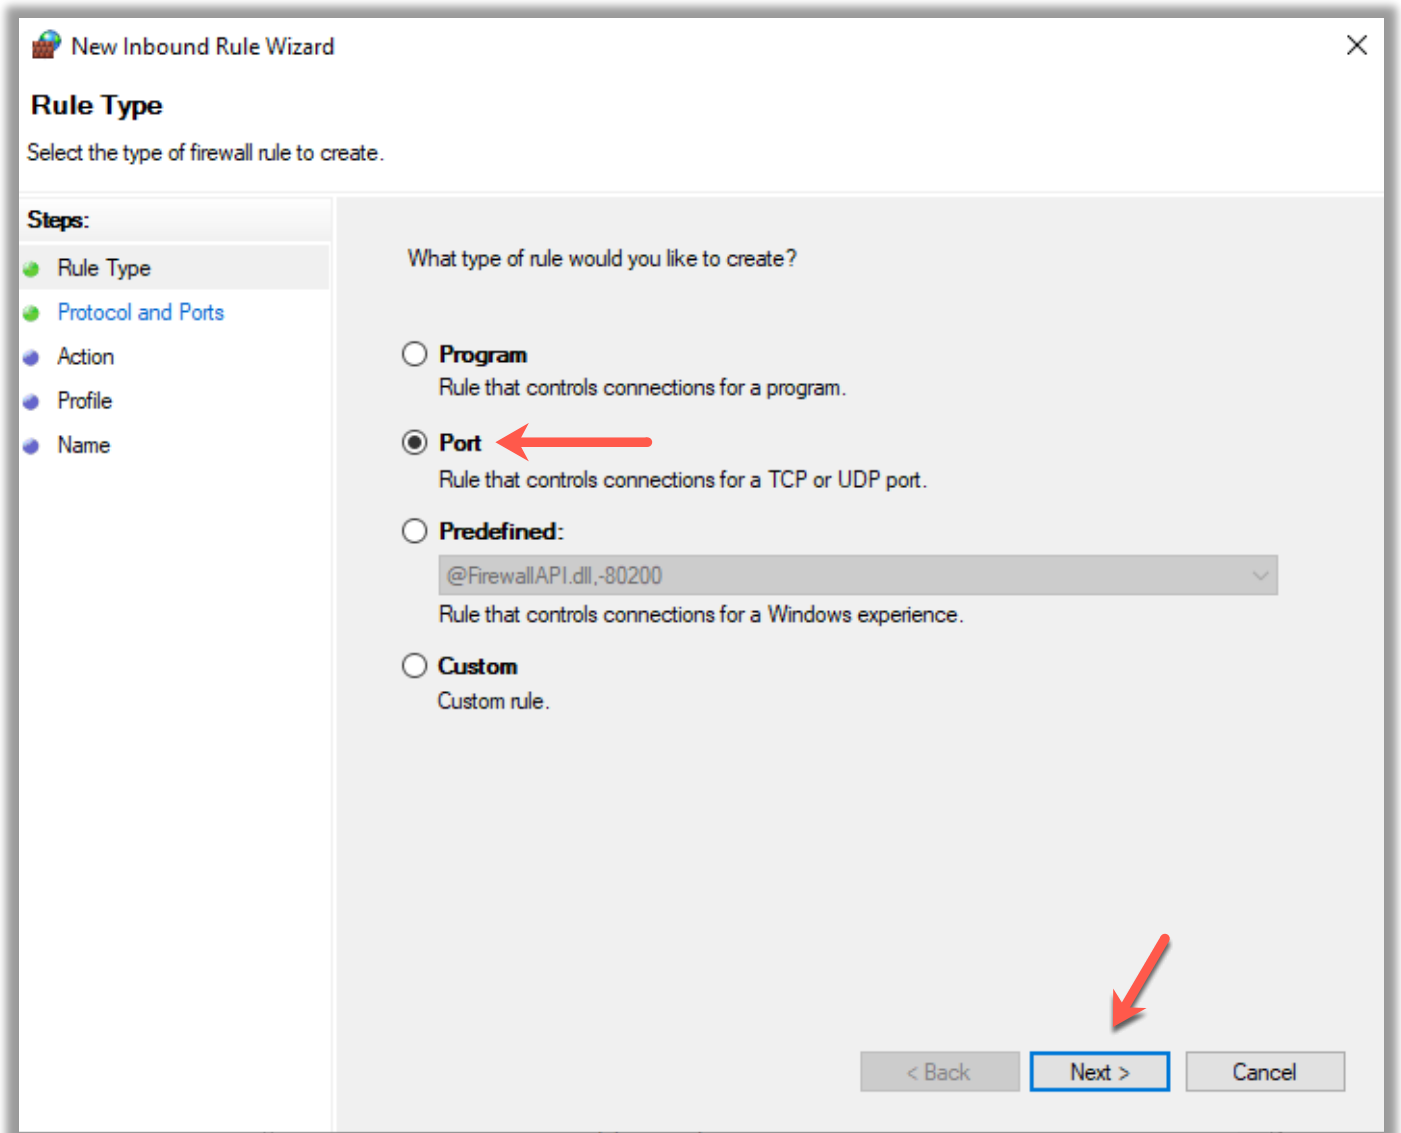 New Inbound Rule Wizard
Rule Type
Select the type of firewall rule to create.
Steps:
Rule Type
Protocol and Ports
Action
Profile
Name
What type of rule would you like to create?
Program
Rule that controls connections for a program.
Port
Rule that controls connections for a TCP or UDP port.
Predefined:
@FirewallAPI.dll,-80200
Rule that controls connections for a Windows experience.
Custom
Custom rule.
< Back
Next >
Cancel